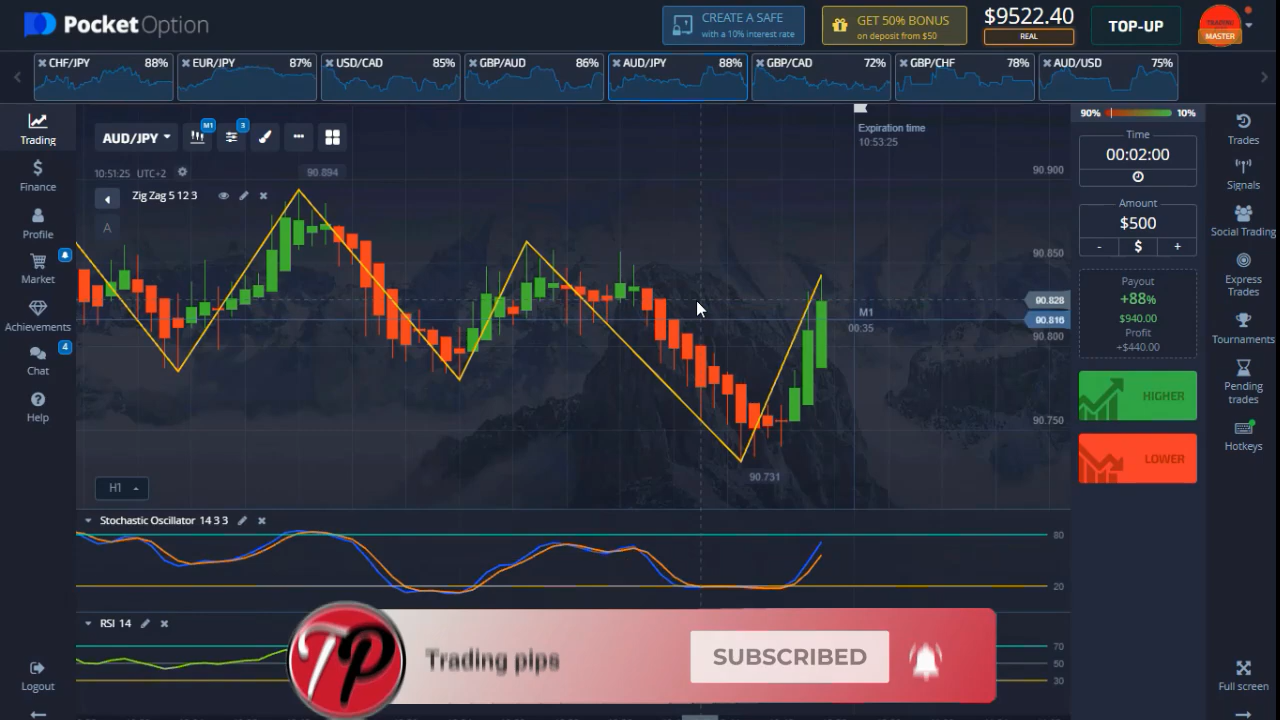 Pocket Option
CREATE A SAFE
with a 10% interest rate
GET 50% BONUS
on deposit from $50
$9522.40
REAL
TOP-UP
TRADING
MASTER
CHF/JPY 88%
EUR/JPY 87%
USD/CAD 85%
GBP/AUD 86%
AUD/JPY 88%
GBP/CAD 72%
GBP/CHF 78%
AUD/USD 75%
Trading
Finance
Profile
Market
Achievements
4
Chat
Help
Logout
AUD/JPY
M1
3
10:51:25 UTC+2
90.894
Zig Zag 5 12 3
A
Expiration time
10:53:25
90.900
90.850
90.828
90.816
90.800
90.750
M1
00:35
90.731
H1
Stochastic Oscillator 14 3 3
80
20
RSI 14
70
50
30
TP
Trading pips
SUBSCRIBED
90% 10%
Time
00:02:00
Amount
$500
- $ +
Payout
+88%
$940.00
Profit
+$440.00
HIGHER
LOWER
Trades
Signals
Social Trading
Express
Trades
Tournaments
Pending
trades
Hotkeys
Full screen